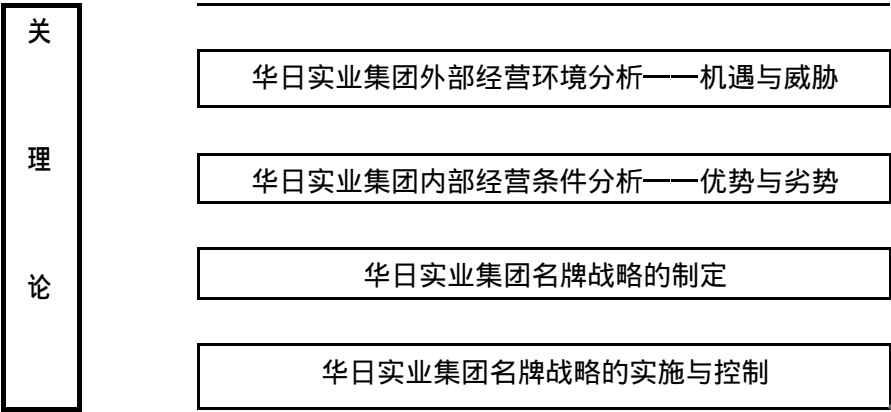 关
理
论
华日实业集团外部经营环境分析——机遇与威胁
华日实业集团内部经营条件分析——优势与劣势
华日实业集团名牌战略的制定
华日实业集团名牌战略的实施与控制